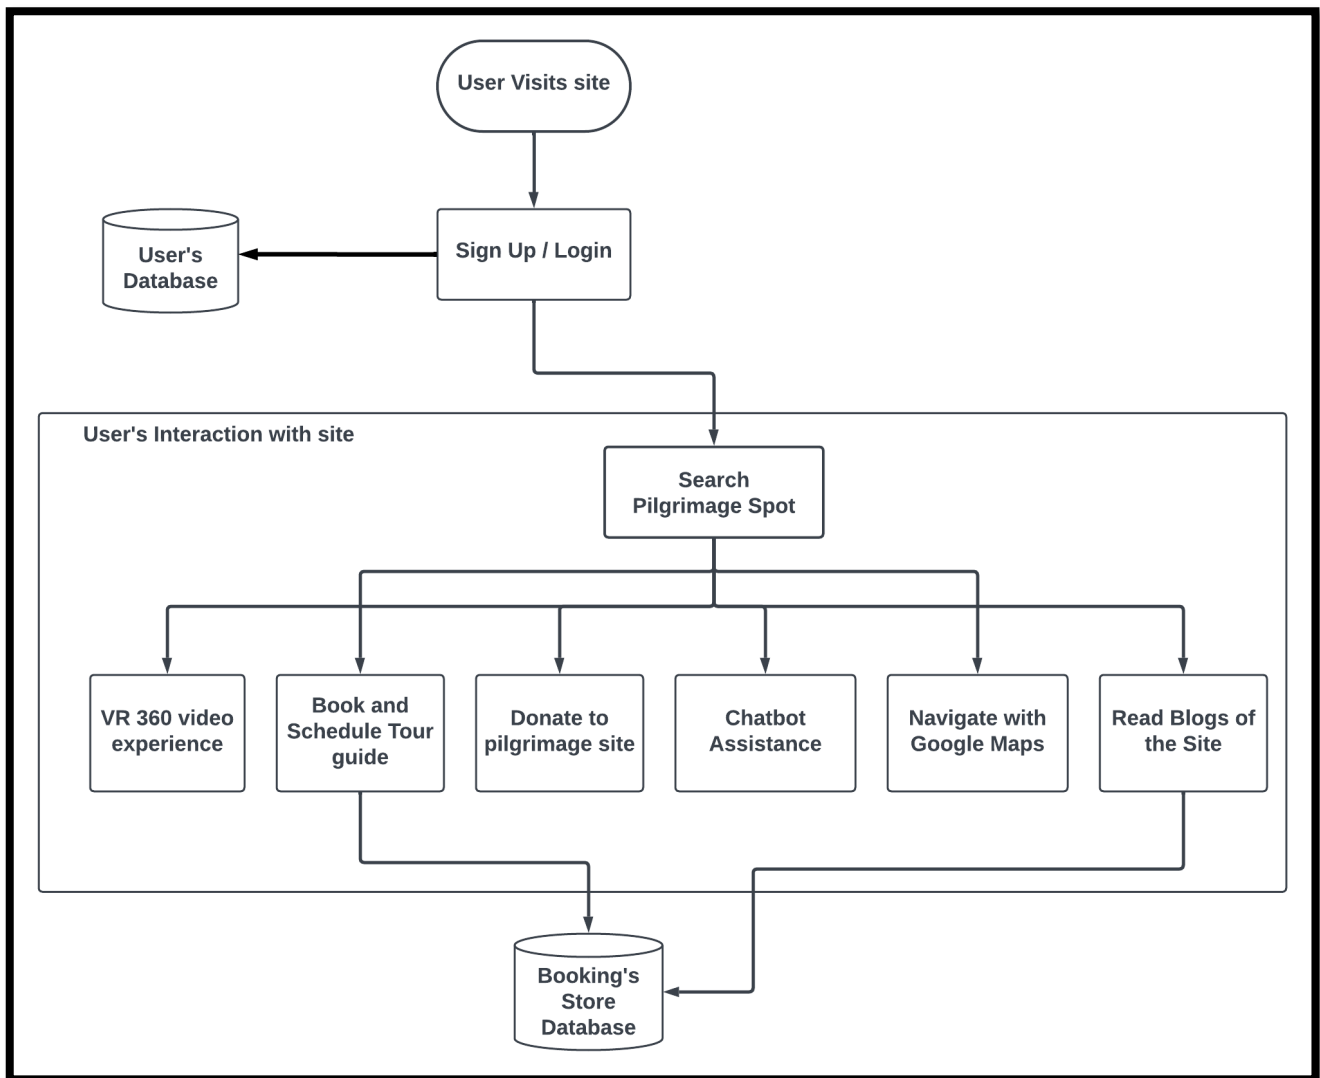 User Visits site
User's
Database
Sign Up / Login
User's Interaction with site
Search
Pilgrimage Spot
VR 360 video
experience
Book and
Schedule Tour
guide
Donate to
pilgrimage site
Chatbot
Assistance
Navigate with
Google Maps
Read Blogs of
the Site
Booking's
Store
Database